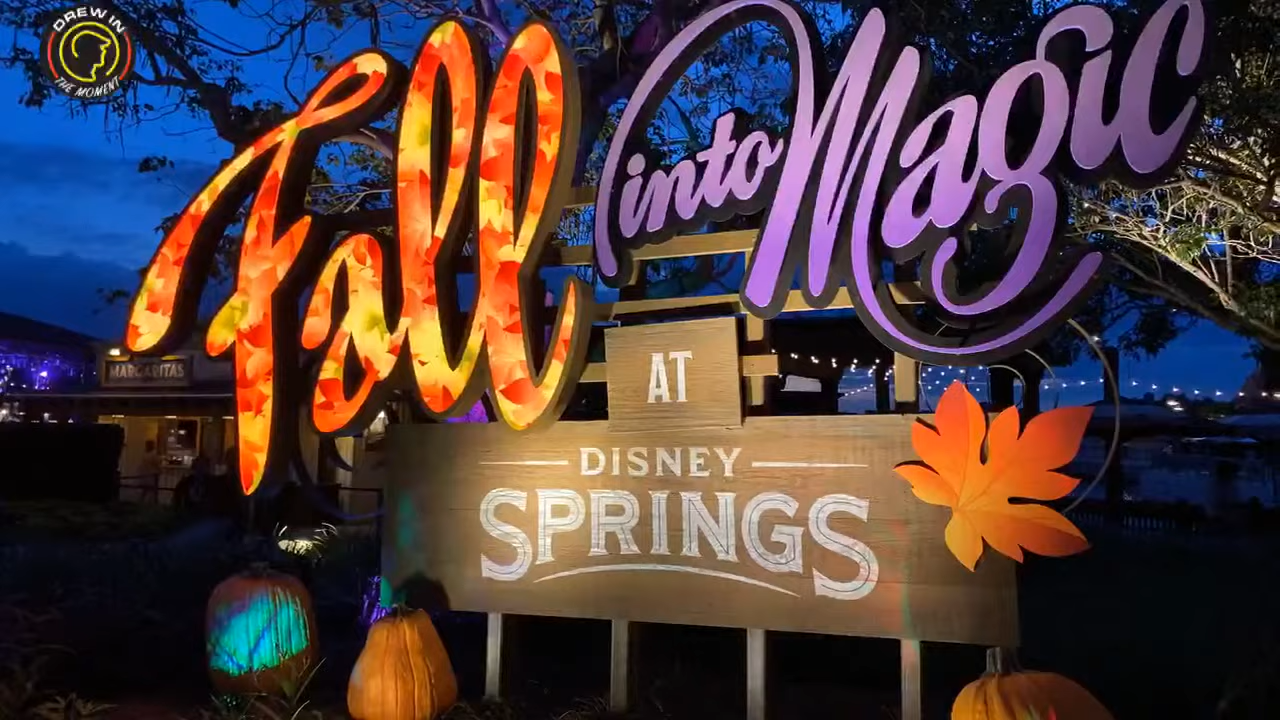 DREW IN
THE MOMENT
Fall
into Magic
MARGARITAS
AT
DISNEY
SPRINGS